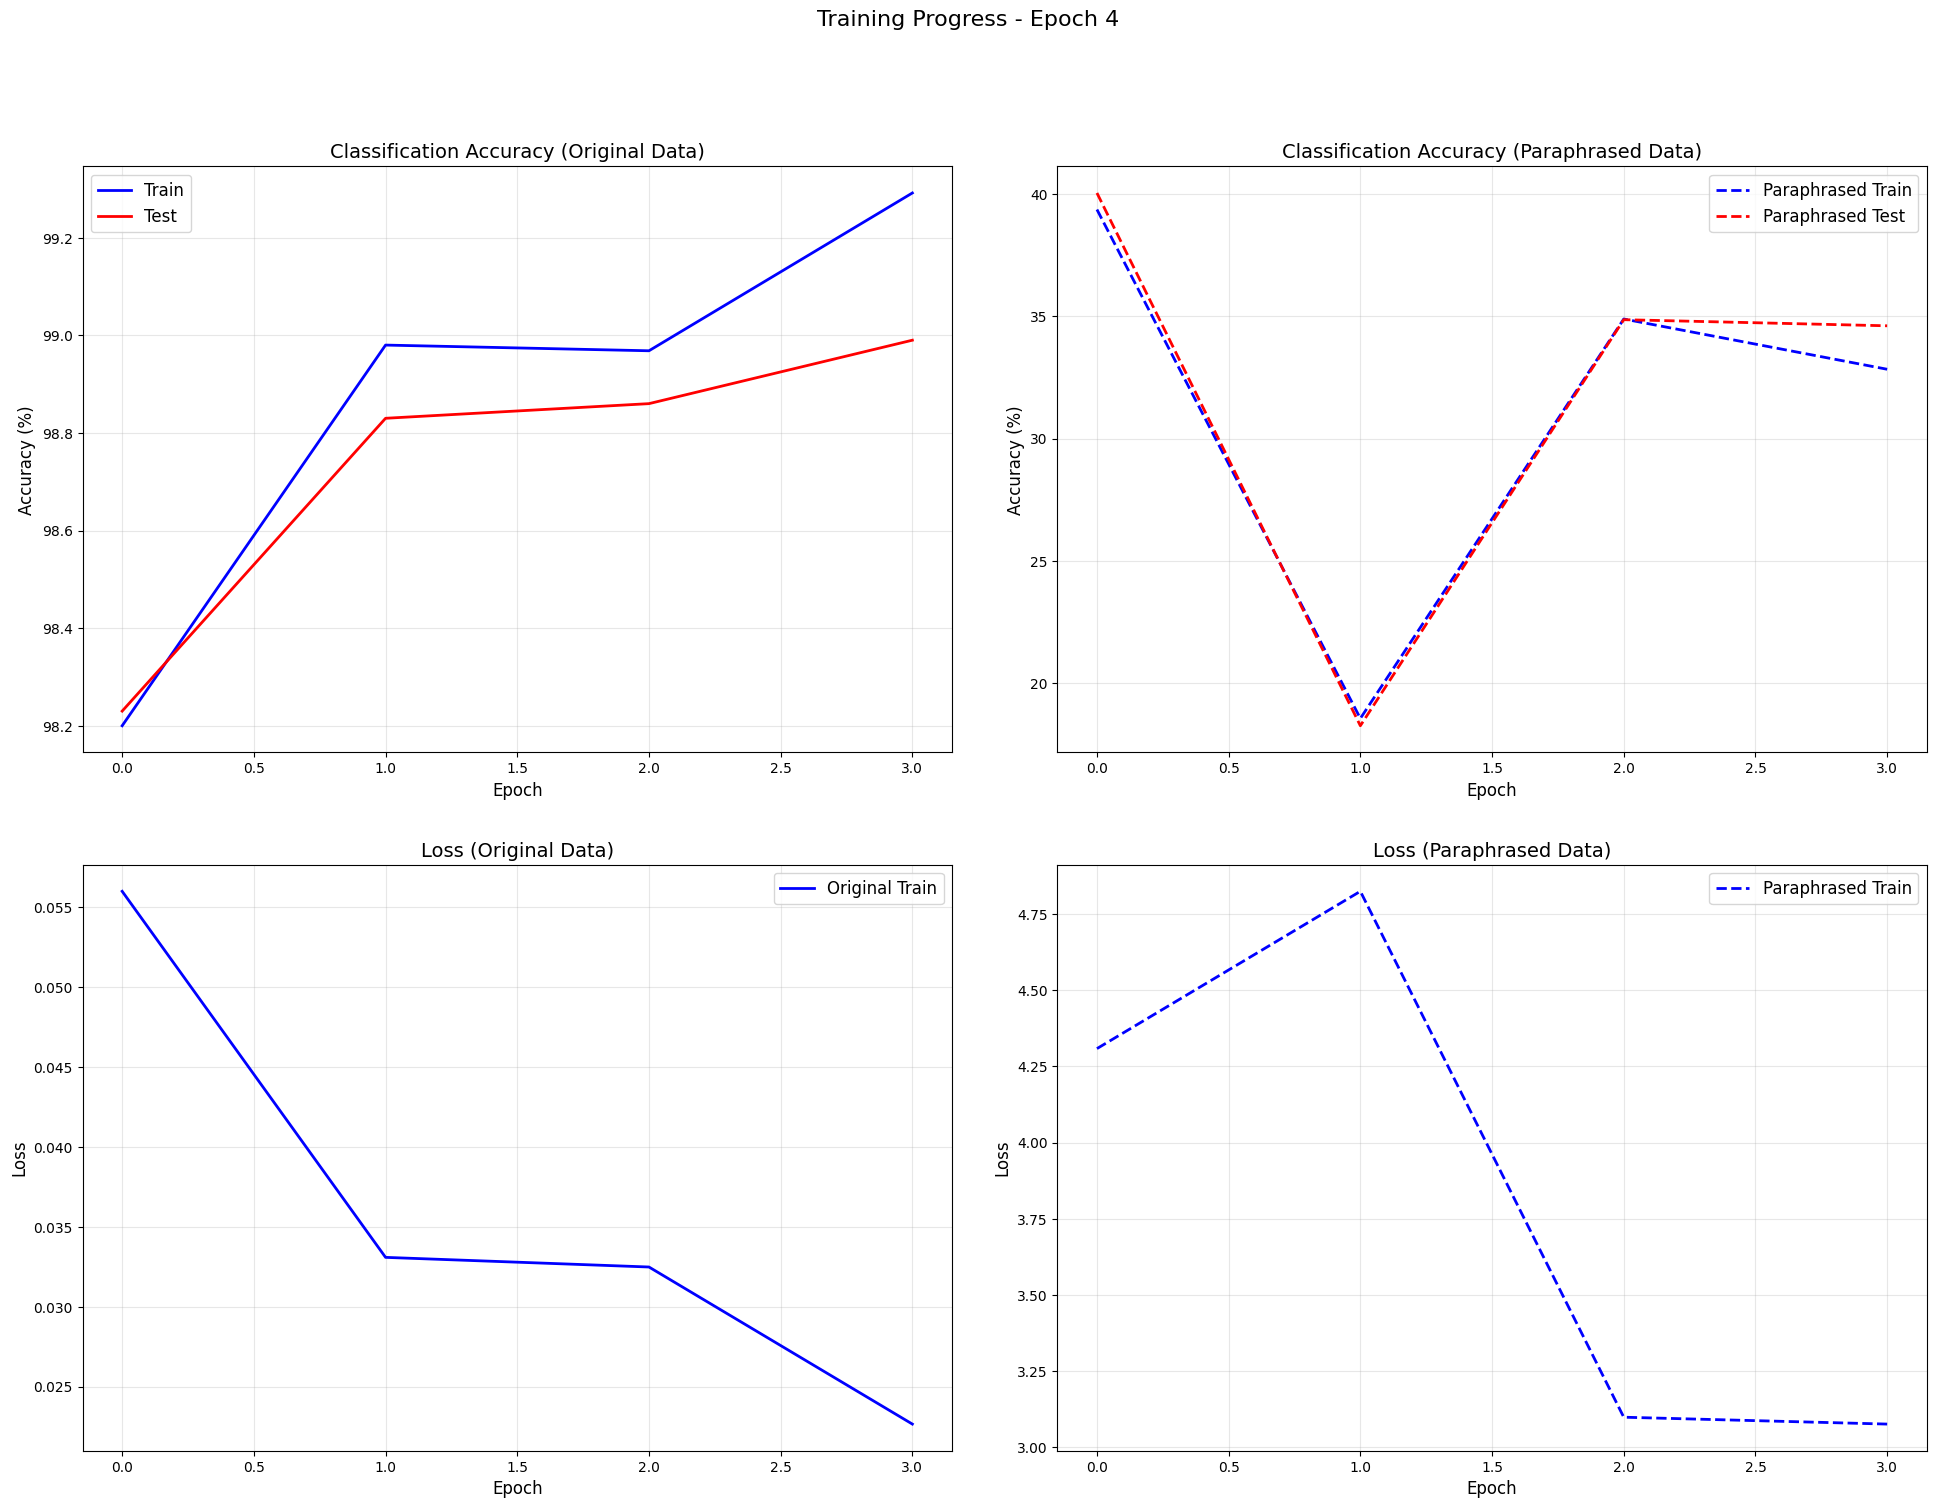 Training Progress - Epoch 4
Classification Accuracy (Original Data)
Train
Test
99.2
99.0
98.8
98.6
98.4
98.2
Accuracy (%)
0.0 0.5 1.0 1.5 2.0 2.5 3.0
Epoch
Classification Accuracy (Paraphrased Data)
Paraphrased Train
Paraphrased Test
40
35
30
25
20
Accuracy (%)
0.0 0.5 1.0 1.5 2.0 2.5 3.0
Epoch
Loss (Original Data)
Original Train
0.055
0.050
0.045
0.040
0.035
0.030
0.025
Loss
0.0 0.5 1.0 1.5 2.0 2.5 3.0
Epoch
Loss (Paraphrased Data)
Paraphrased Train
4.75
4.50
4.25
4.00
3.75
3.50
3.25
3.00
Loss
0.0 0.5 1.0 1.5 2.0 2.5 3.0
Epoch